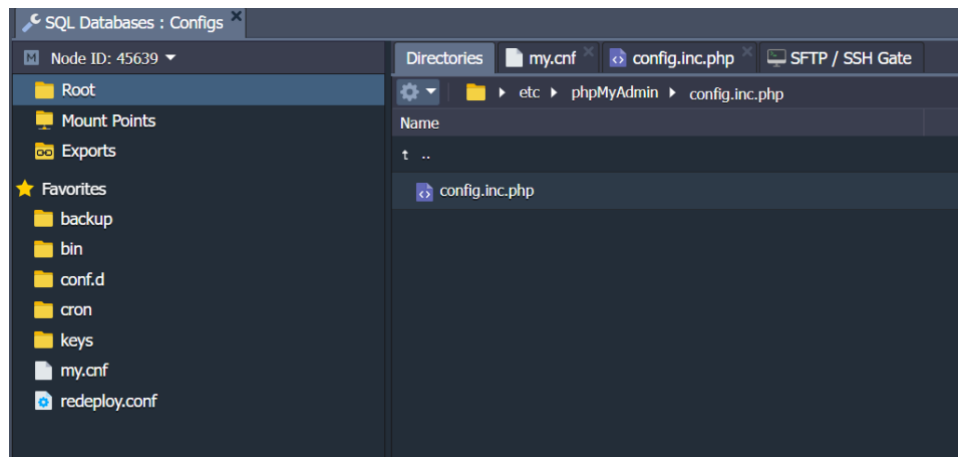 SQL Databases : Configs ×
M Node ID: 45639
Directories my.cnf × config.inc.php × SFTP / SSH Gate
Root
etc phpMyAdmin config.inc.php
Mount Points
Name
Exports
↑ ..
Favorites
config.inc.php
backup
bin
conf.d
cron
keys
my.cnf
redeploy.conf